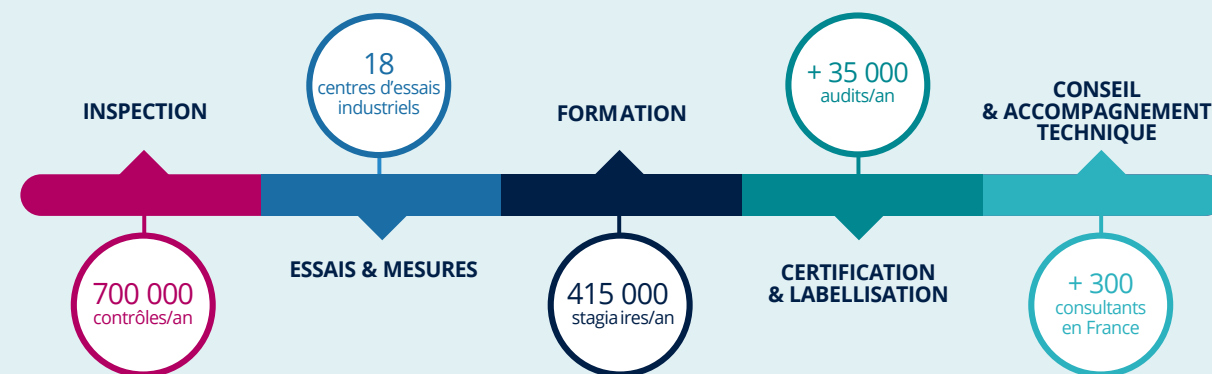 INSPECTION
700 000
contrôles/an
18
centres d'essais
industriels
ESSAIS & MESURES
FORMATION
415 000
stagiaires/an
+ 35 000
audits/an
CERTIFICATION
& LABELLISATION
CONSEIL
& ACCOMPAGNEMENT
TECHNIQUE
+ 300
consultants
en France